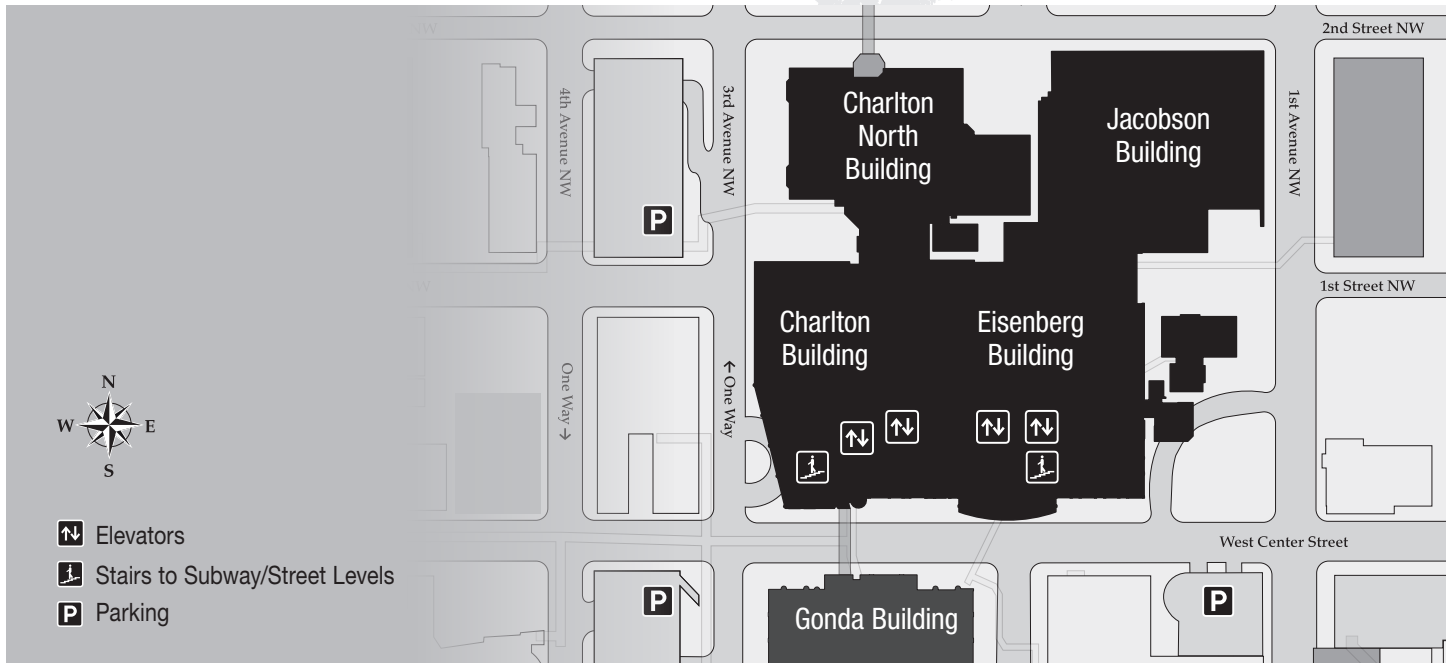 2nd Street NW
4th Avenue NW
3rd Avenue NW
1st Avenue NW
Charlton
North
Building
Jacobson
Building
P
1st Street NW
Charlton
Building
Eisenberg
Building
One Way →
← One Way
N
W E
S
Elevators
Stairs to Subway/Street Levels
P Parking
West Center Street
P
P
Gonda Building